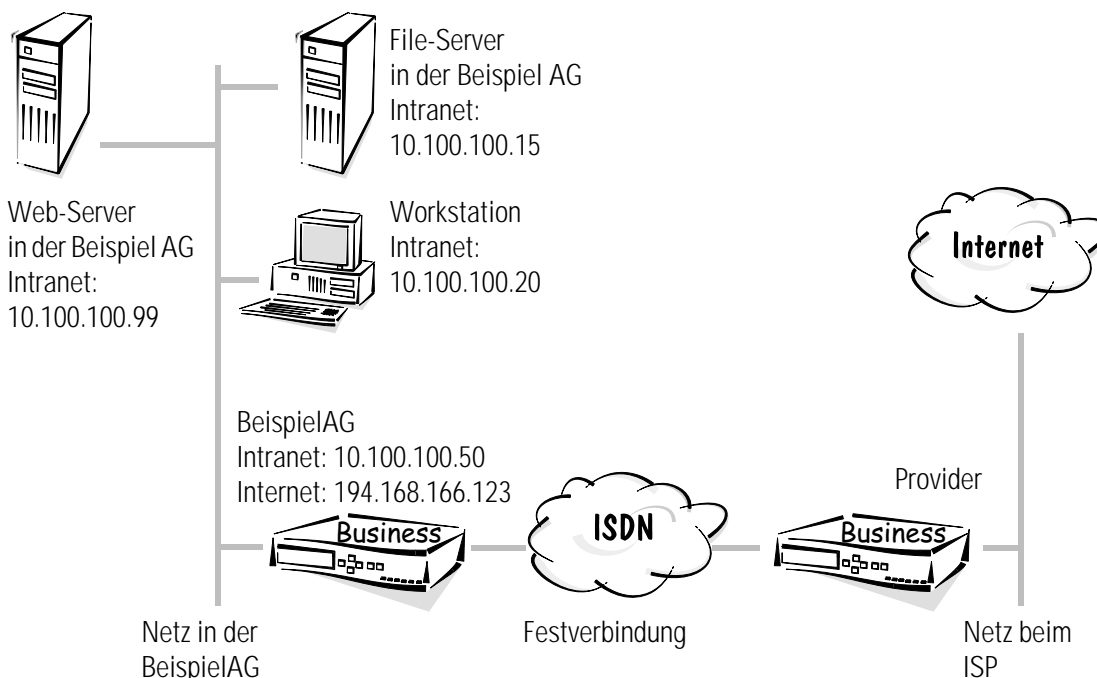 File-Server
in der Beispiel AG
Intranet:
10.100.100.15
Web-Server
in der Beispiel AG
Intranet:
10.100.100.99
Workstation
Intranet:
10.100.100.20
Internet
BeispielAG
Intranet: 10.100.100.50
Internet: 194.168.166.123
Business
ISDN
Provider
Business
Netz in der
BeispielAG
Festverbindung
Netz beim
ISP